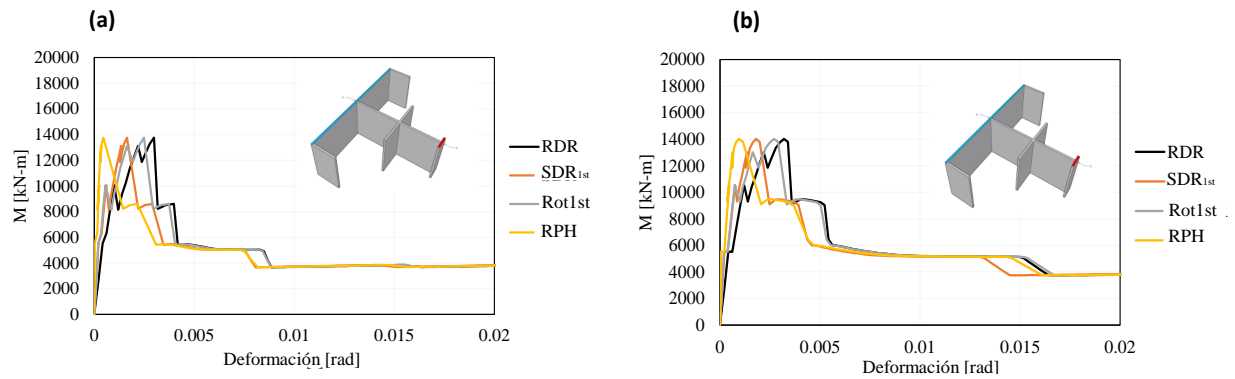 (a)
20000
18000
16000
14000
12000
10000
8000
6000
4000
2000
0
M [kN-m]
0 0.005 0.01 0.015 0.02
Deformación [rad]
RDR
SDR1st
Rot1st
RPH
(b)
20000
18000
16000
14000
12000
10000
8000
6000
4000
2000
0
M [kN-m]
0 0.005 0.01 0.015 0.02
Deformación [rad]
RDR
SDR1st
Rot1st .
RPH